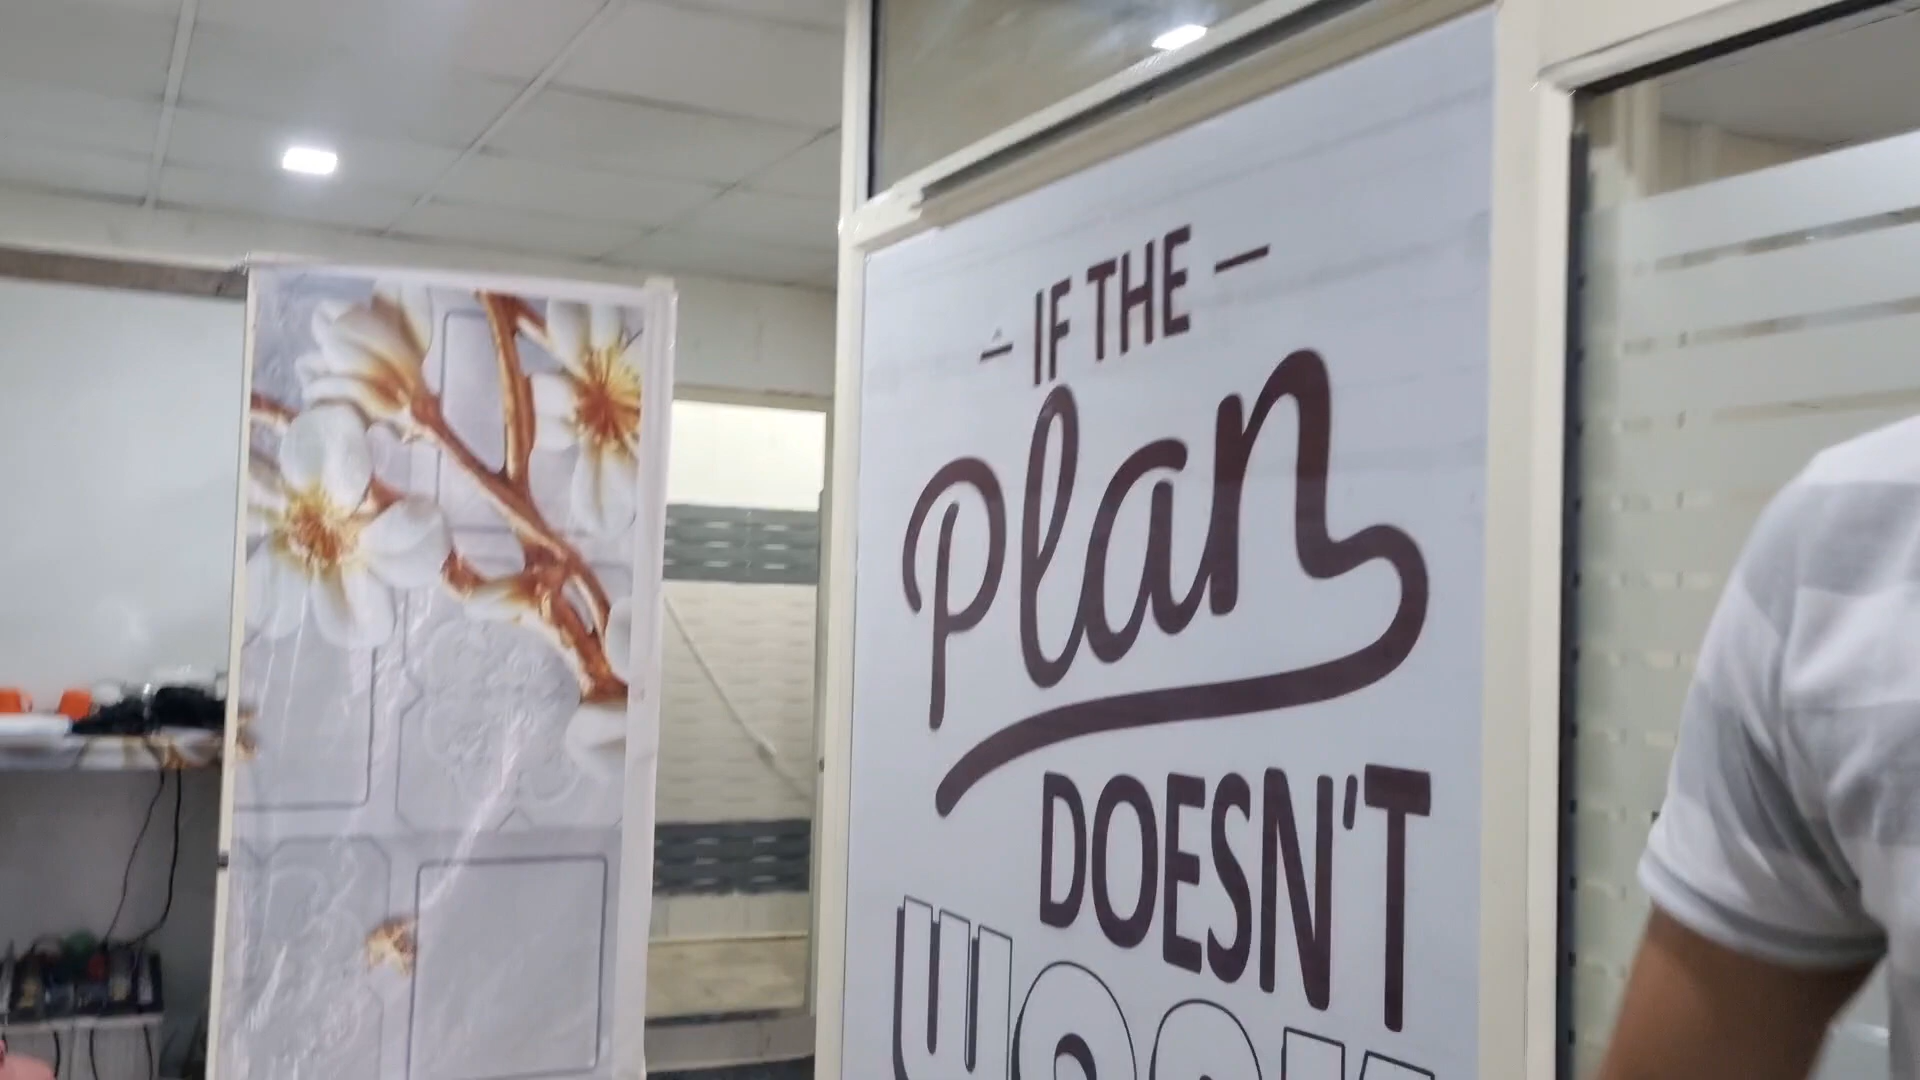 – IF THE –
Plan
DOESN'T